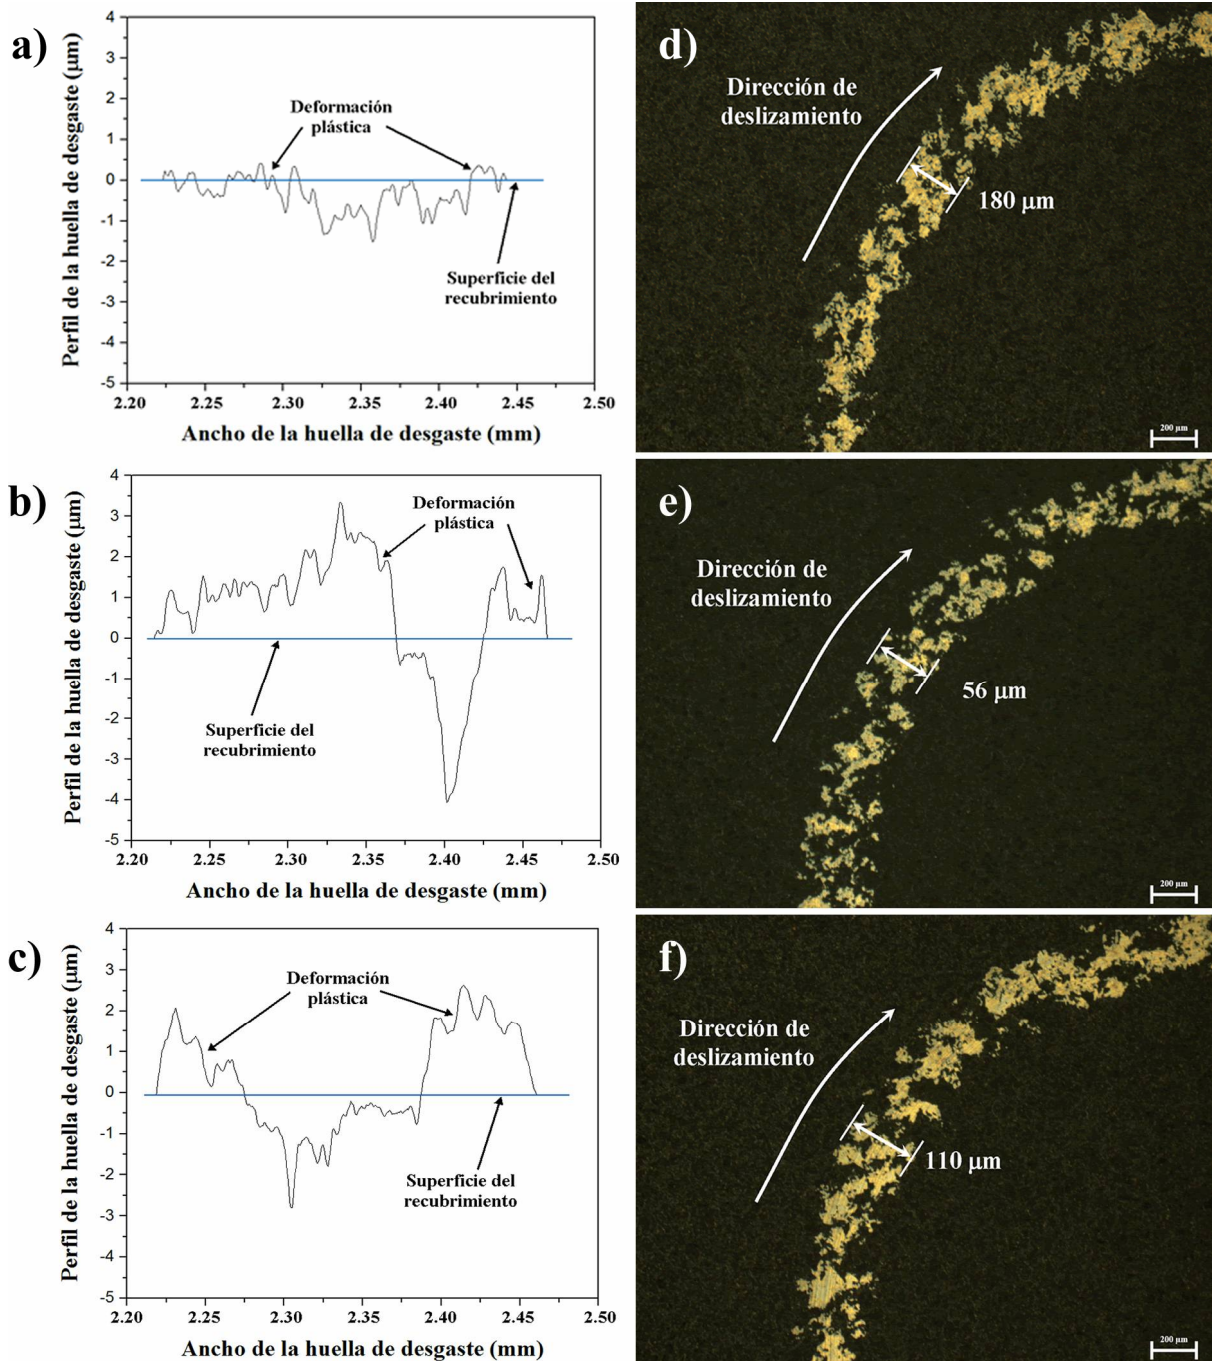 a)
Perfil de la huella de desgaste (μm)
4
3
2
1
0
-1
-2
-3
-4
-5
Deformación
plástica
Superficie del
recubrimiento
2.20 2.25 2.30 2.35 2.40 2.45 2.50
Ancho de la huella de desgaste (mm)
d)
Dirección de
deslizamiento
180 μm
200 μm
b)
Perfil de la huella de desgaste (μm)
4
3
2
1
0
-1
-2
-3
-4
-5
Deformación
plástica
Superficie del
recubrimiento
2.20 2.25 2.30 2.35 2.40 2.45 2.50
Ancho de la huella de desgaste (mm)
e)
Dirección de
deslizamiento
56 μm
200 μm
c)
Perfil de la huella de desgaste (μm)
4
3
2
1
0
-1
-2
-3
-4
-5
Deformación
plástica
Superficie del
recubrimiento
2.20 2.25 2.30 2.35 2.40 2.45 2.50
Ancho de la huella de desgaste (mm)
f)
Dirección de
deslizamiento
110 μm
200 μm